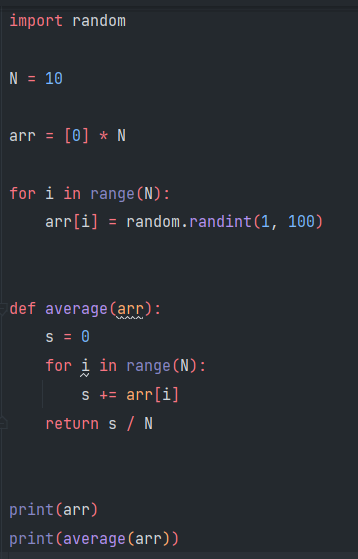 import random
N = 10
arr = [0] * N
for i in range(N):
    arr[i] = random.randint(1, 100)
def average(arr):
    s = 0
    for i in range(N):
        s += arr[i]
    return s / N
print(arr)
print(average(arr))